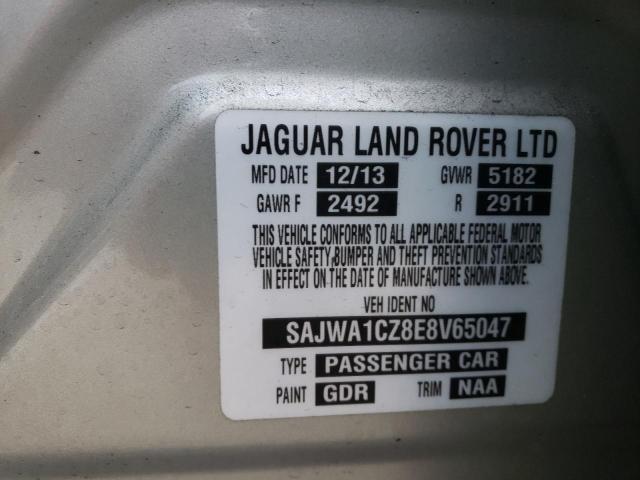 JAGUAR LAND ROVER LTD
MFD DATE 12/13 GVWR 5182
GAWR F 2492 R 2911
THIS VEHICLE CONFORMS TO ALL APPLICABLE FEDERAL MOTOR
VEHICLE SAFETY,BUMPER AND THEFT PREVENTION STANDARDS
IN EFFECT ON THE DATE OF MANUFACTURE SHOWN ABOVE.
VEH IDENT NO
SAJWA1CZ8E8V65047
TYPE PASSENGER CAR
PAINT GDR TRIM NAA